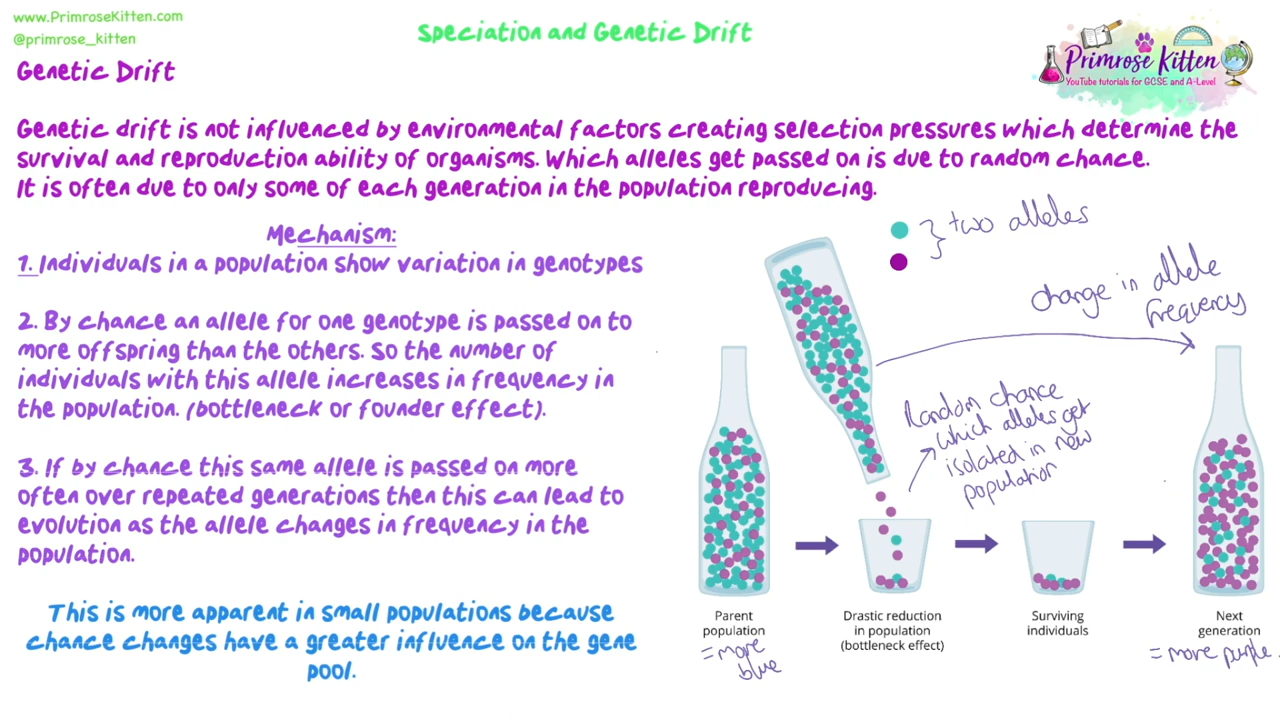 www.PrimroseKitten.com
@primrose_kitten
Speciation and Genetic Drift
Primrose Kitten
YouTube tutorials for GCSE and A-Level
Genetic Drift
Genetic drift is not influenced by environmental factors creating selection pressures which determine the
survival and reproduction ability of organisms. Which alleles get passed on is due to random chance.
It is often due to only some of each generation in the population reproducing.
Mechanism:
1. Individuals in a population show variation in genotypes
2. By chance an allele for one genotype is passed on to
more offspring than the others. So the number of
individuals with this allele increases in frequency in
the population. (bottleneck or founder effect).
3. If by chance this same allele is passed on more
often over repeated generations then this can lead to
evolution as the allele changes in frequency in the
population.
This is more apparent in small populations because
chance changes have a greater influence on the gene
pool.
two alleles
change in allele
frequency
Random chance
which alleles get
isolated in new
population
Parent
population
= more
blue
Drastic reduction
in population
(bottleneck effect)
Surviving
individuals
Next
generation
= more purple.